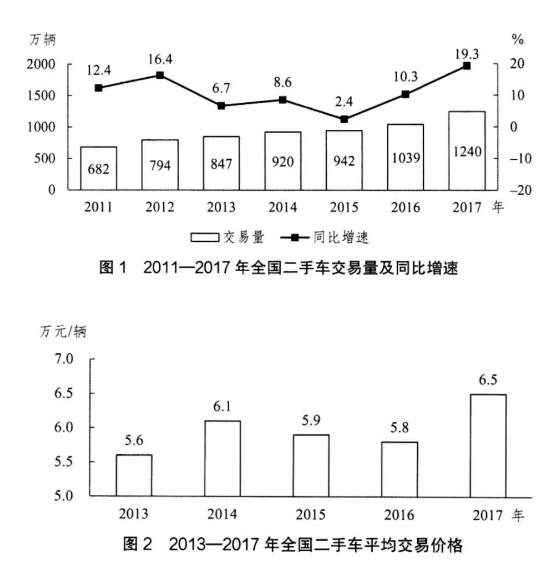 万辆 %
2000 20
1500 10
1000 0
500 -10
0 -20
12.4 16.4 6.7 8.6 2.4 10.3 19.3
682 794 847 920 942 1039 1240
2011 2012 2013 2014 2015 2016 2017 年
交易量 同比增速
图 1 2011—2017 年全国二手车交易量及同比增速
万元/辆
7.0
6.5
6.0
5.5
5.0
5.6 6.1 5.9 5.8 6.5
2013 2014 2015 2016 2017 年
图 2 2013—2017 年全国二手车平均交易价格